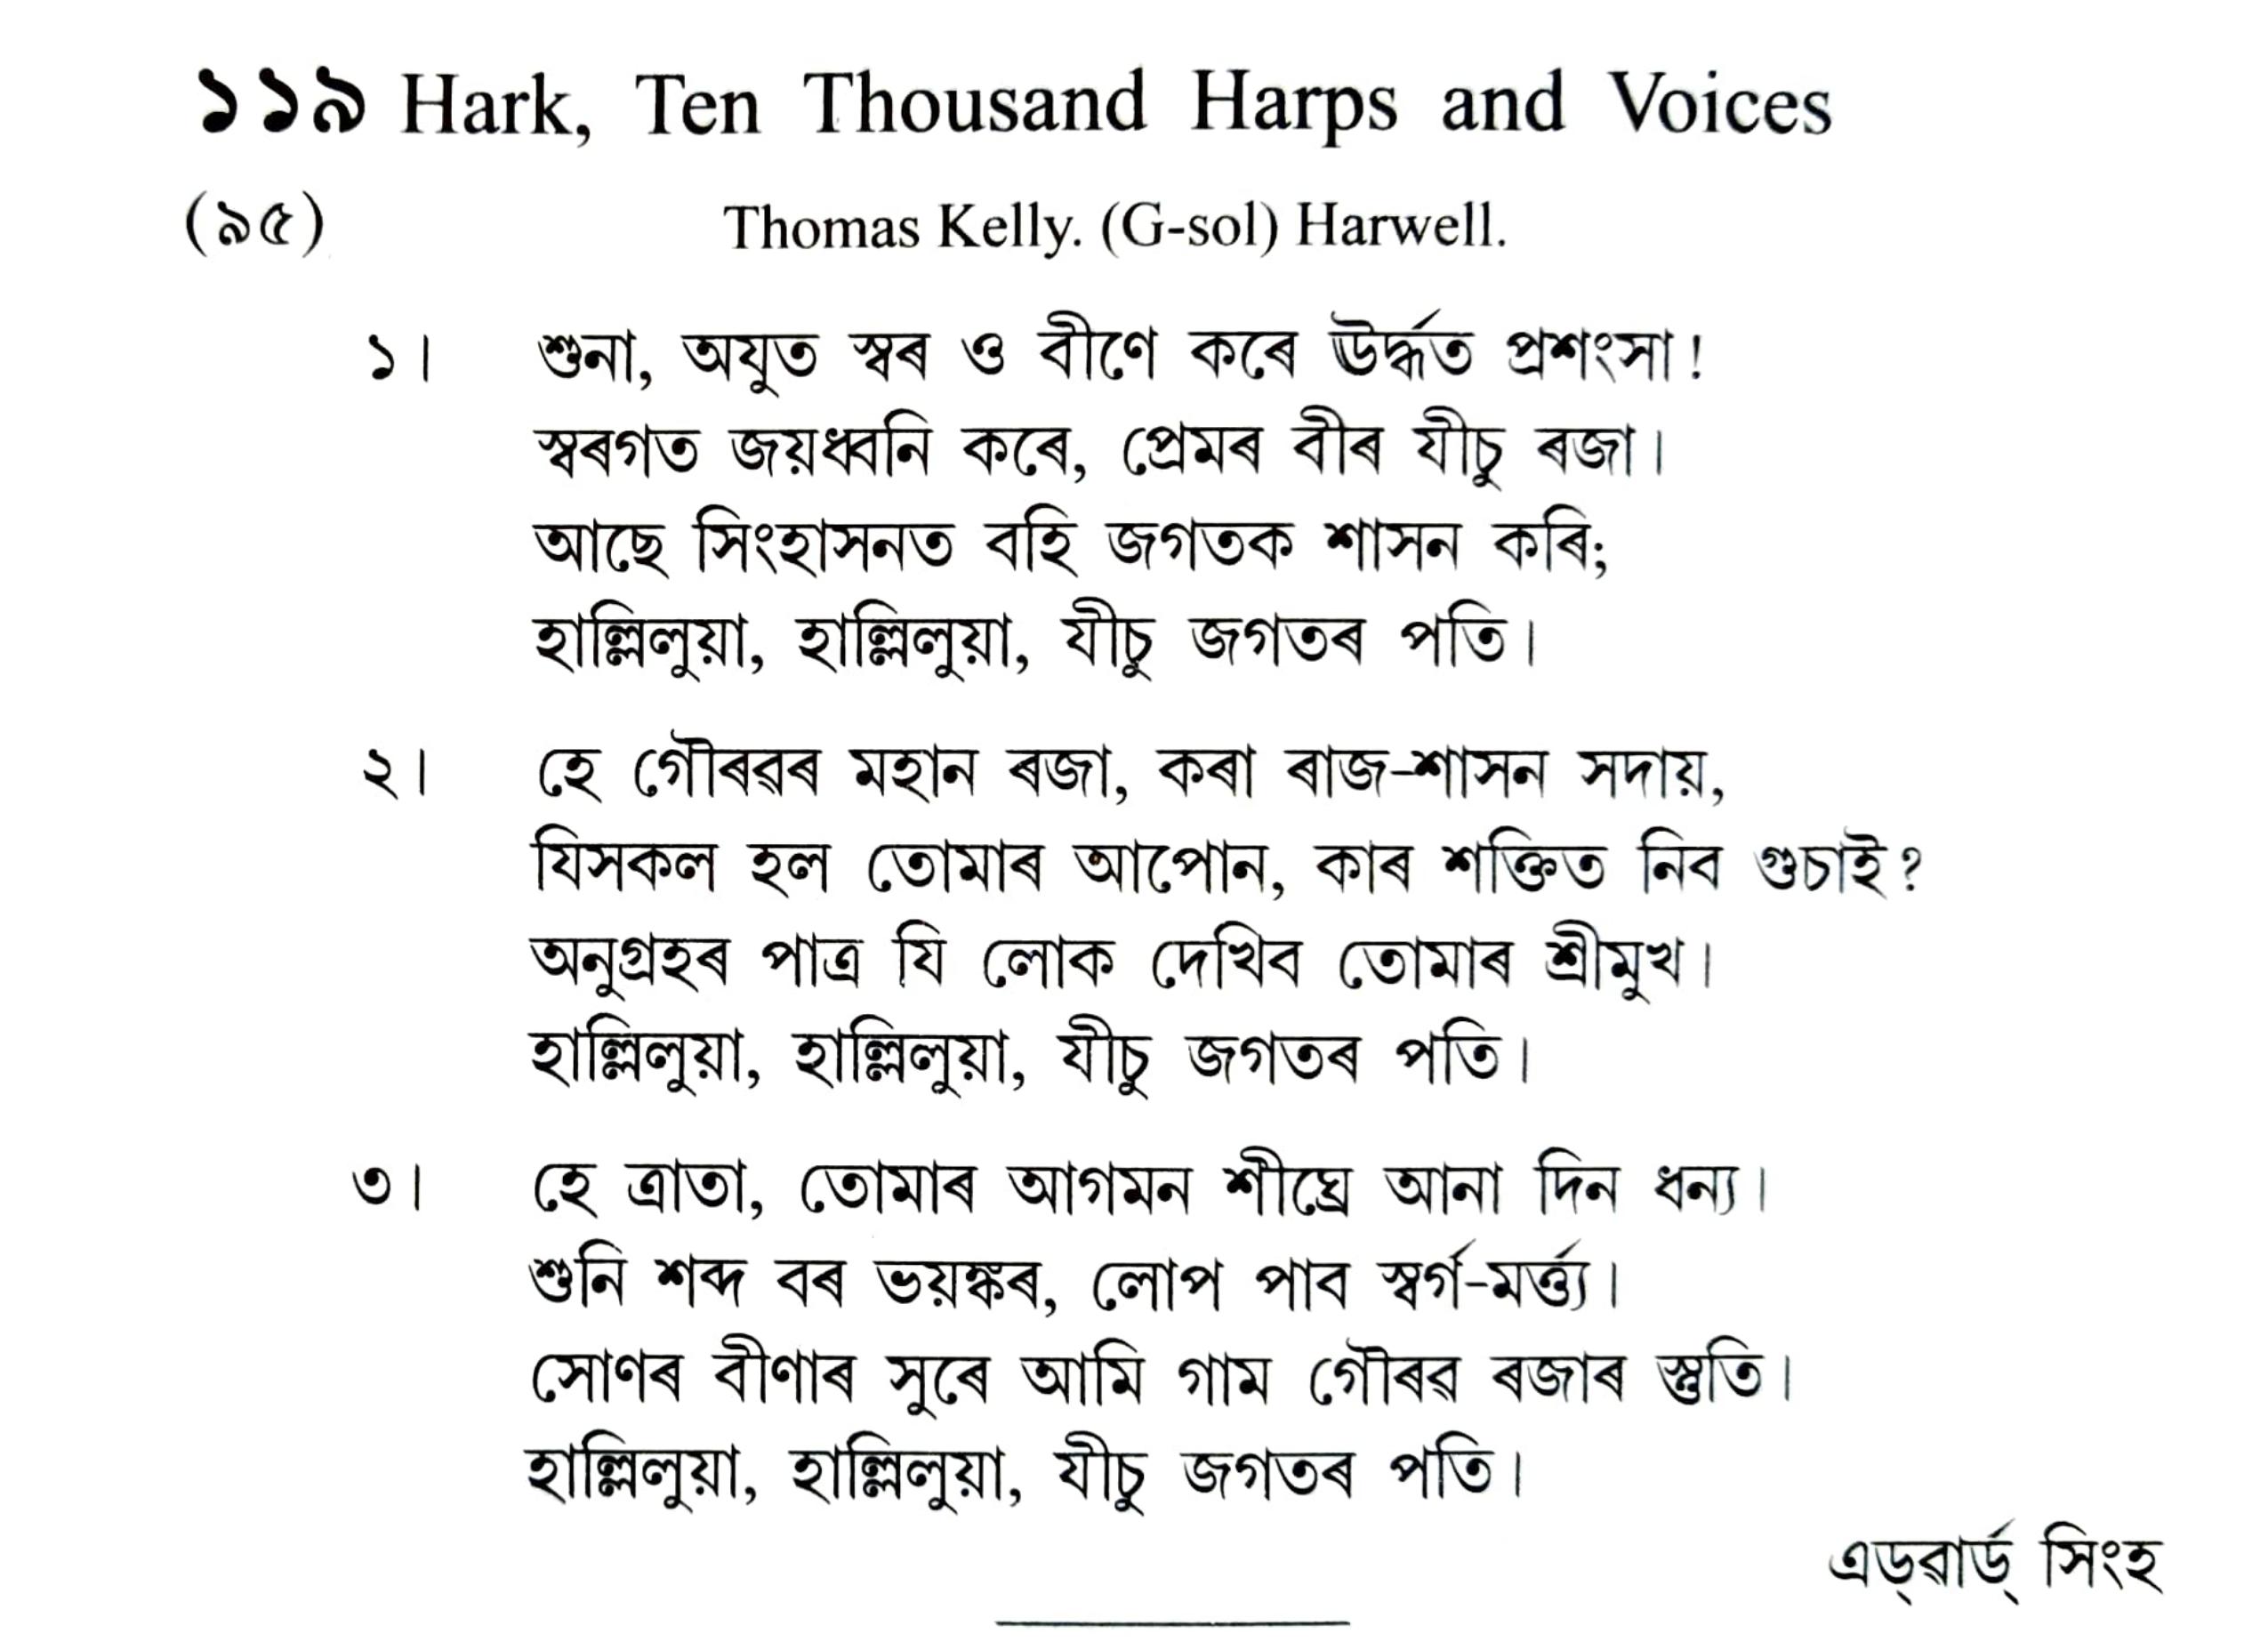 ১১৯ Hark, Ten Thousand Harps and Voices
(৯৫) Thomas Kelly. (G-sol) Harwell.
১। শুনা, অযুত স্বৰ ও বীণে কৰে ঊৰ্দ্ধত প্ৰশংসা!
স্বৰগত জয়ধ্বনি কৰে, প্ৰেমৰ বীৰ যীচু ৰজা।
আছে সিংহাসনত বহি জগতক শাসন কৰি;
হাল্লিলুয়া, হাল্লিলুয়া, যীচু জগতৰ পতি।
২। হে গৌৰৱৰ মহান ৰজা, কৰা ৰাজ-শাসন সদায়,
যিসকল হল তোমাৰ আপোন, কাৰ শক্তিত নিব গুচাই?
অনুগ্ৰহৰ পাত্ৰ যি লোক দেখিব তোমাৰ শ্ৰীমুখ।
হাল্লিলুয়া, হাল্লিলুয়া, যীচু জগতৰ পতি।
৩। হে ত্ৰাতা, তোমাৰ আগমন শীঘ্ৰে আনা দিন ধন্য।
শুনি শব্দ বৰ ভয়ঙ্কৰ, লোপ পাব স্বৰ্গ-মৰ্ত্ত্য।
সোণৰ বীণাৰ সুৰে আমি গাম গৌৰৱ ৰজাৰ স্তুতি।
হাল্লিলুয়া, হাল্লিলুয়া, যীচু জগতৰ পতি।
এড্ৱাৰ্ড্ সিংহ